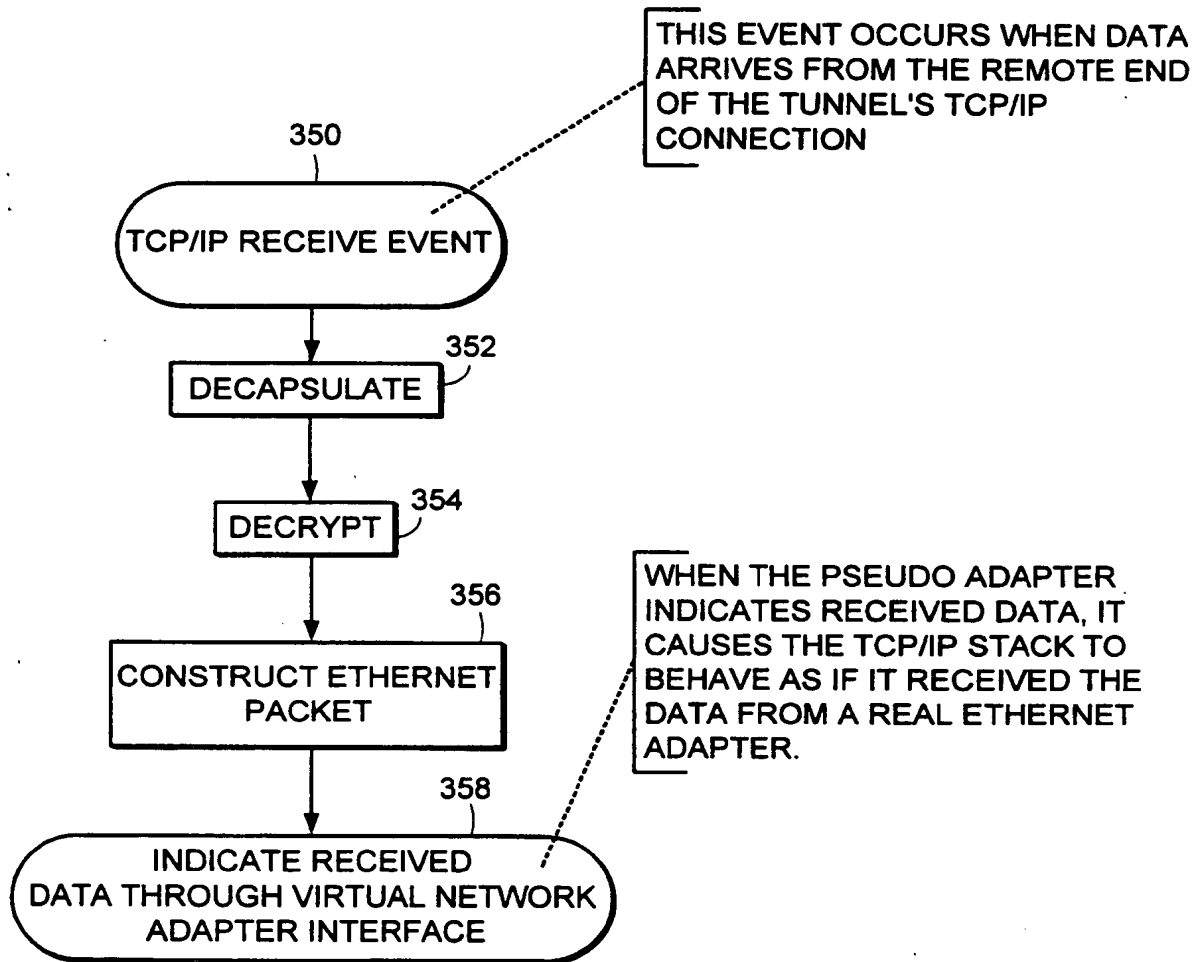 THIS EVENT OCCURS WHEN DATA
ARRIVES FROM THE REMOTE END
OF THE TUNNEL'S TCP/IP
CONNECTION
350
TCP/IP RECEIVE EVENT
352
DECAPSULATE
354
DECRYPT
WHEN THE PSEUDO ADAPTER
INDICATES RECEIVED DATA, IT
CAUSES THE TCP/IP STACK TO
BEHAVE AS IF IT RECEIVED THE
DATA FROM A REAL ETHERNET
ADAPTER.
356
CONSTRUCT ETHERNET
PACKET
358
INDICATE RECEIVED
DATA THROUGH VIRTUAL NETWORK
ADAPTER INTERFACE